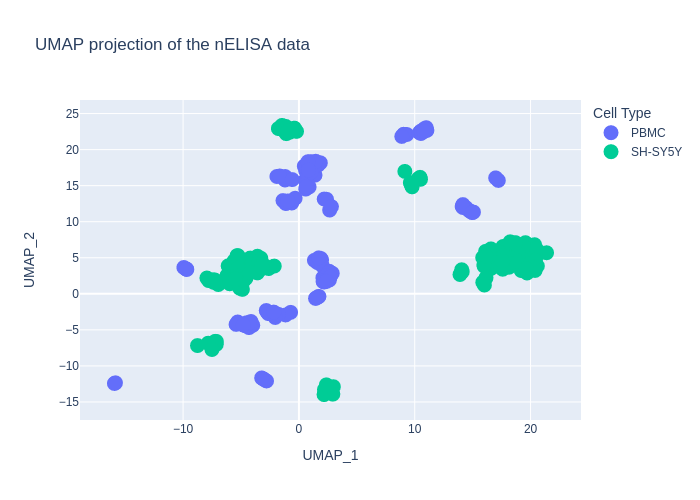 UMAP projection of the nELISA data
Cell Type
PBMC
SH-SY5Y
25
20
15
10
5
0
−5
−10
−15
UMAP_2
−10
0
10
20
UMAP_1